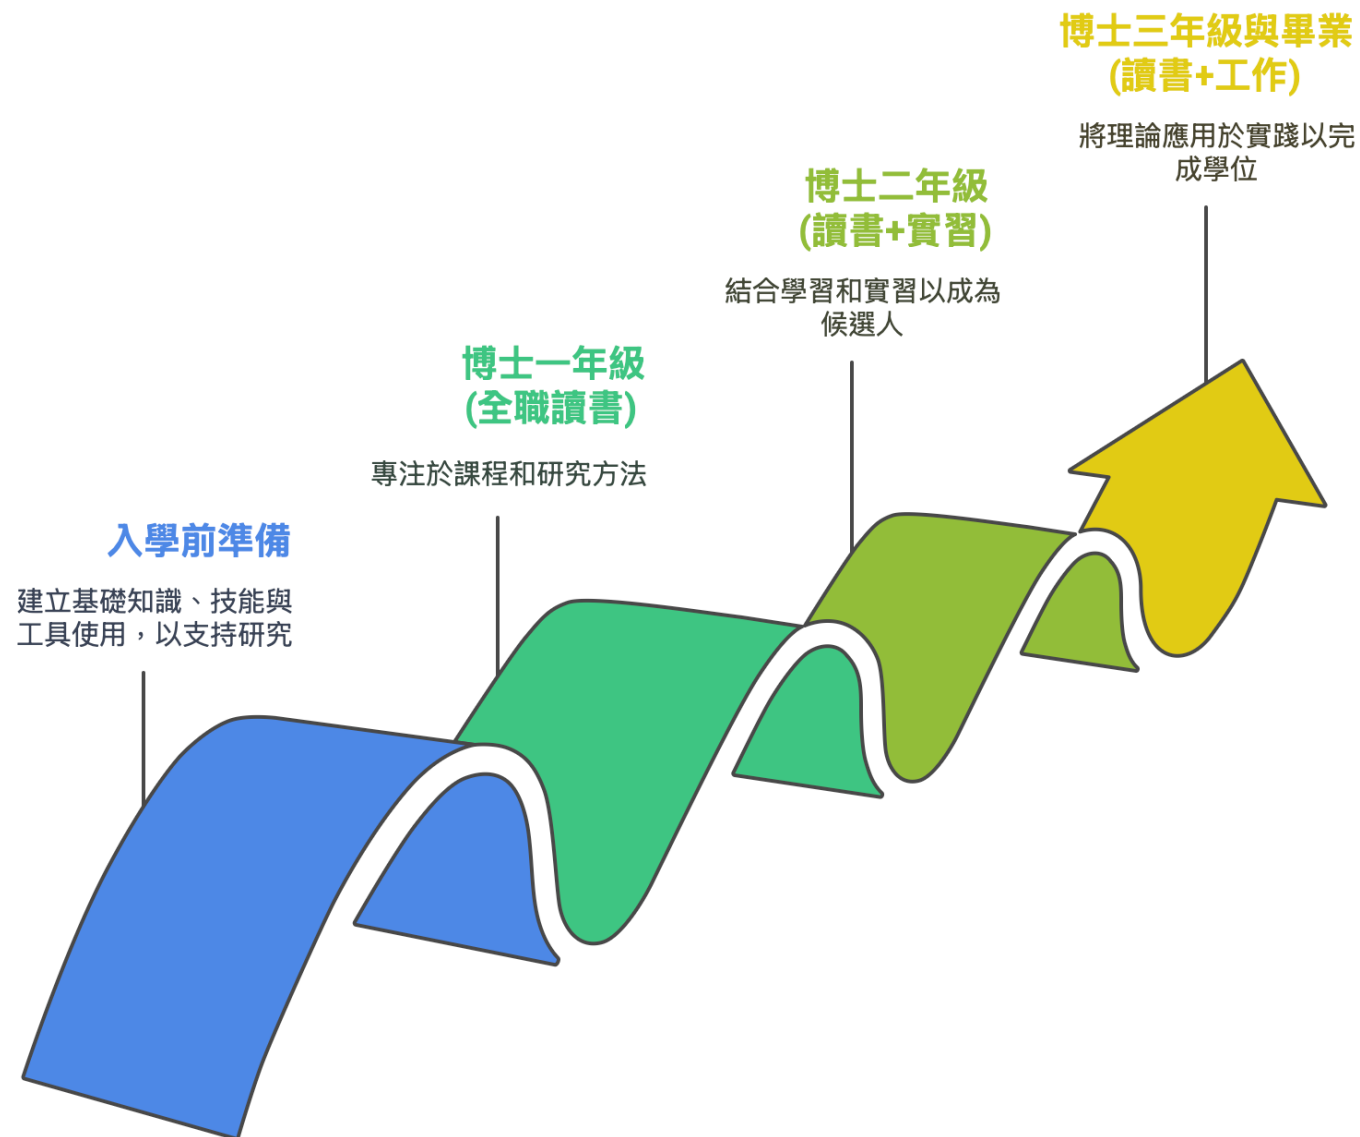 入學前準備
建立基礎知識、技能與
工具使用，以支持研究
博士一年級
(全職讀書)
專注於課程和研究方法
博士二年級
(讀書+實習)
結合學習和實習以成為
候選人
博士三年級與畢業
(讀書+工作)
將理論應用於實踐以完
成學位